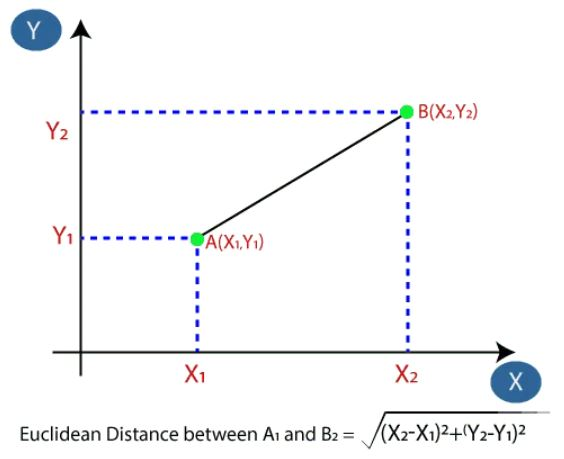 Y
B(X₂,Y₂)
Y₂
Y₁
A(X₁,Y₁)
X₁
X₂
X
Euclidean Distance between A₁ and B₂ = √(X₂-X₁)²+(Y₂-Y₁)²